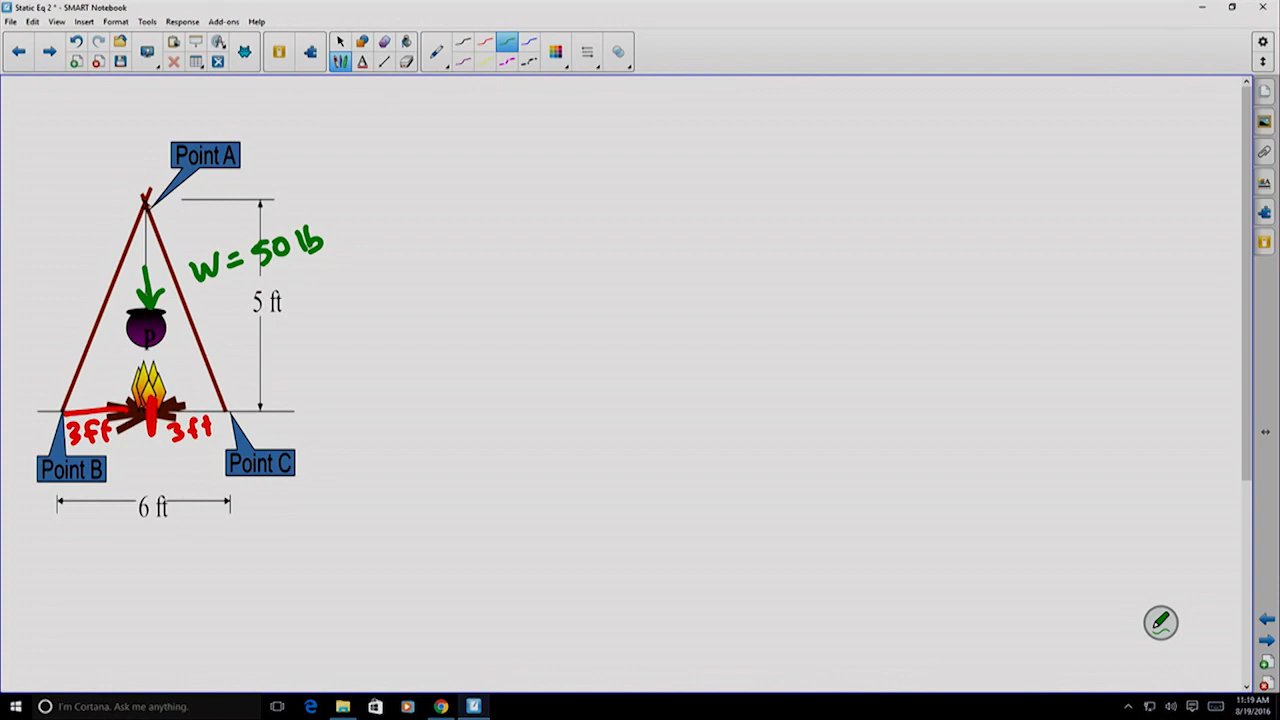 Static Eq 2 * - SMART Notebook
File Edit View Insert Format Tools Response Add-ons Help
Point A
W = 50 lb
5 ft
P
3ft 3ft
Point B
Point C
6 ft
I'm Cortana. Ask me anything.
11:19 AM
8/19/2016